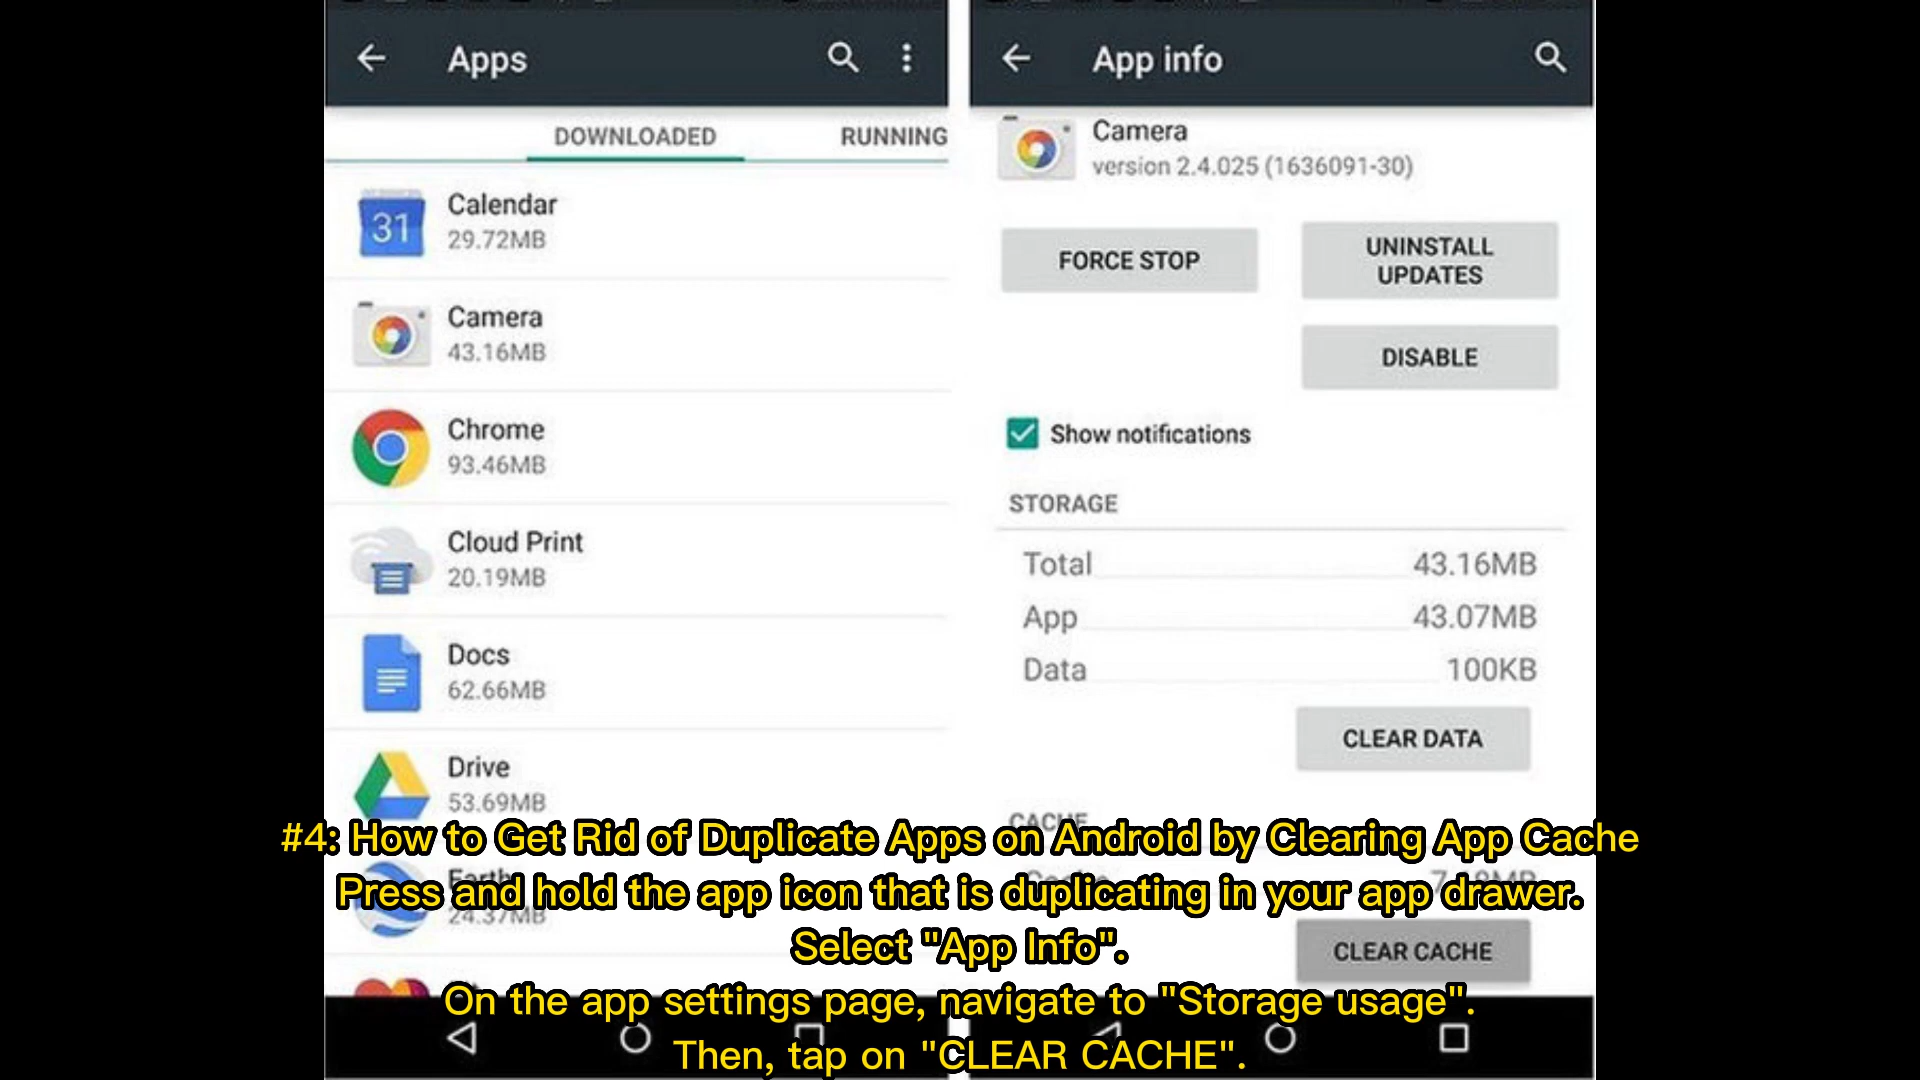 Apps
DOWNLOADED RUNNING
31
Calendar
29.72MB
Camera
43.16MB
Chrome
93.46MB
Cloud Print
20.19MB
Docs
62.66MB
Drive
53.69MB
Earth
24.37MB
App info
Camera
version 2.4.025 (1636091-30)
FORCE STOP
UNINSTALL
UPDATES
DISABLE
Show notifications
STORAGE
Total 43.16MB
App 43.07MB
Data 100KB
CLEAR DATA
CACHE
Cache
CLEAR CACHE
#4: How to Get Rid of Duplicate Apps on Android by Clearing App Cache
Press and hold the app icon that is duplicating in your app drawer.
Select "App Info".
On the app settings page, navigate to "Storage usage".
Then, tap on "CLEAR CACHE".